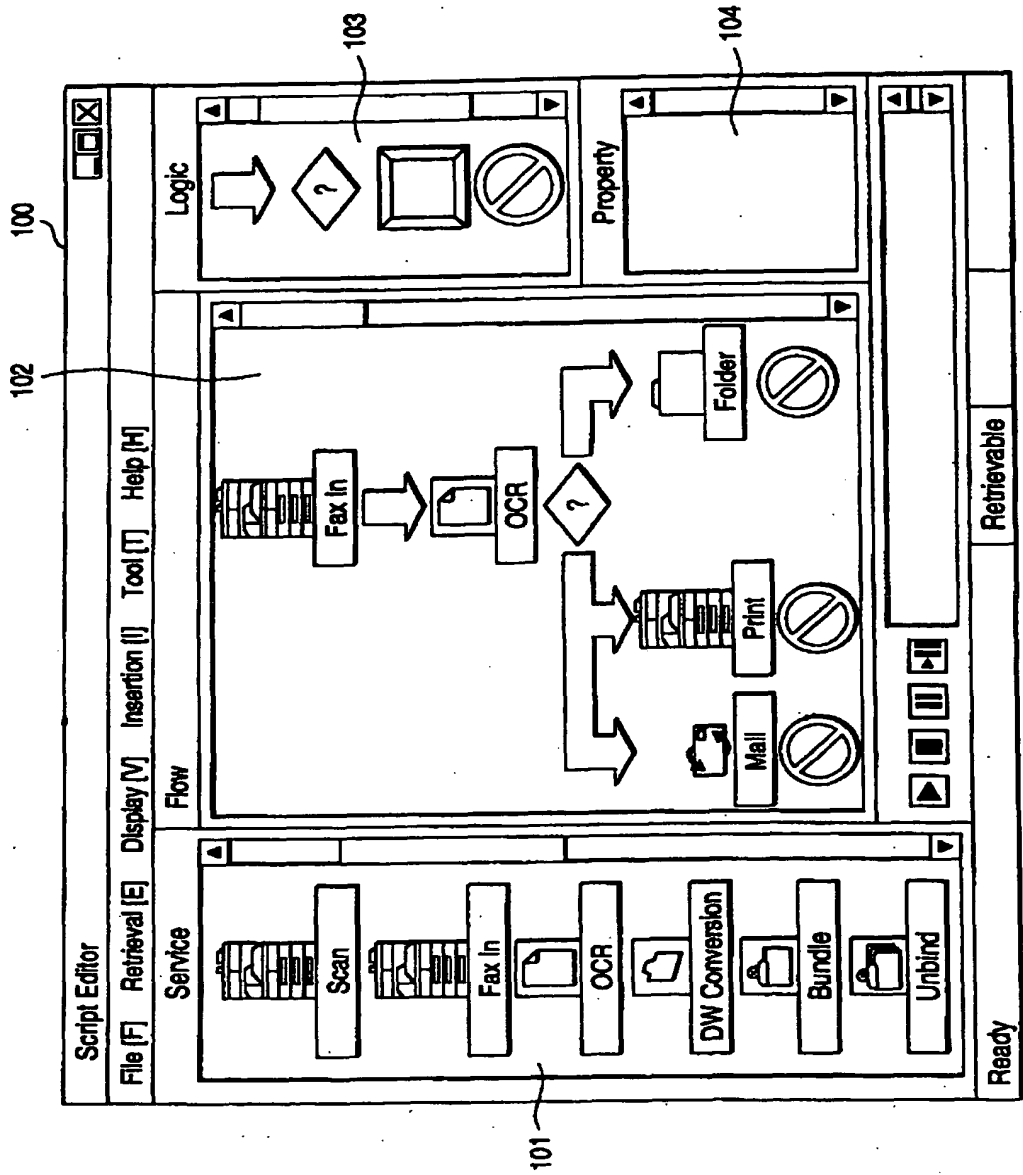 100
Script Editor
File [F] Retrieval [E] Display [V] Insertion [I] Tool [T] Help [H]
Service
Scan
Fax In
OCR
DW Conversion
Bundle
Unbind
101
Flow
102
Fax In
OCR
?
Mail
Print
Folder
Logic
?
103
Property
104
Ready
Retrievable